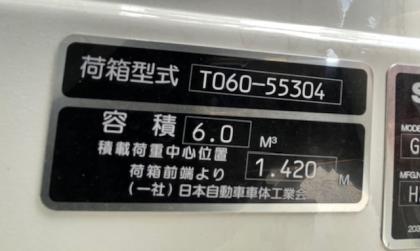 荷箱型式 T060-55304
容積 6.0 M³
積載荷重中心位置
荷箱前端より 1.420 M
(一社)日本自動車車体工業会
S
MODE
G
MFG.N
H